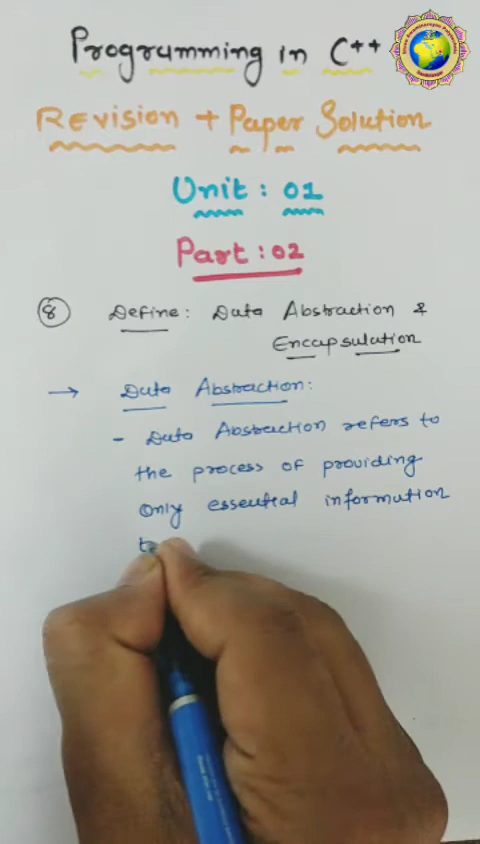 Programming in C++
REvision + Paper Solution
Unit : 01
Part : 02
8 Define : Data Abstraction &
Encapsulation
→ Data Abstraction :
- Data Abstraction refers to
the process of providing
only essential information